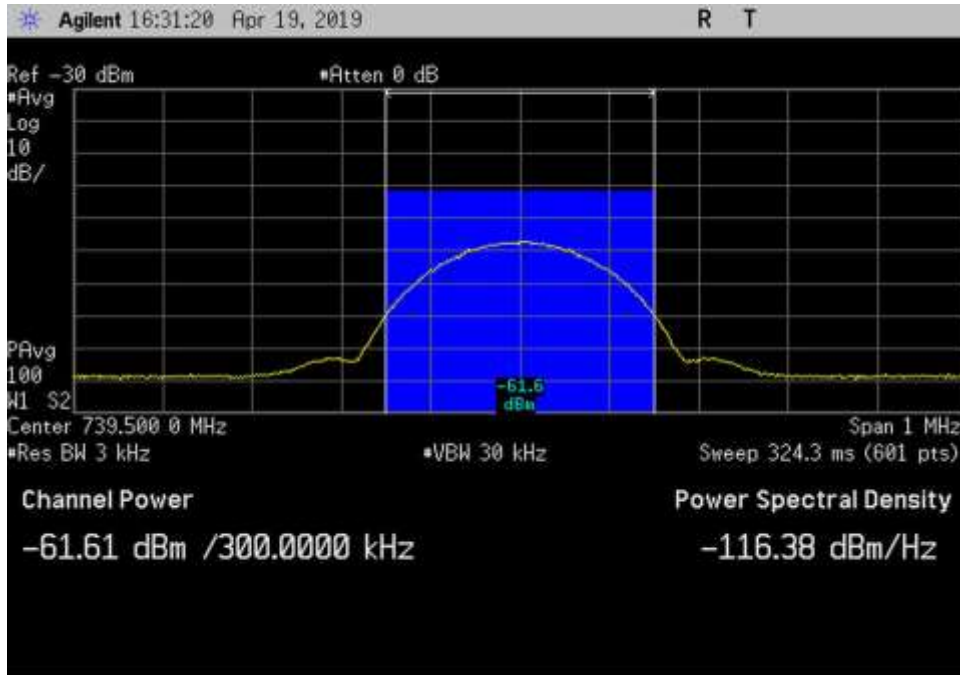 Agilent 16:31:20 Apr 19, 2019 R T
Ref -30 dBm #Atten 0 dB
#Avg
Log
10
dB/
PAvg
100
W1 S2
-61.6
dBm
Center 739.500 0 MHz Span 1 MHz
#Res BW 3 kHz #VBW 30 kHz Sweep 324.3 ms (601 pts)
Channel Power Power Spectral Density
-61.61 dBm /300.0000 kHz -116.38 dBm/Hz